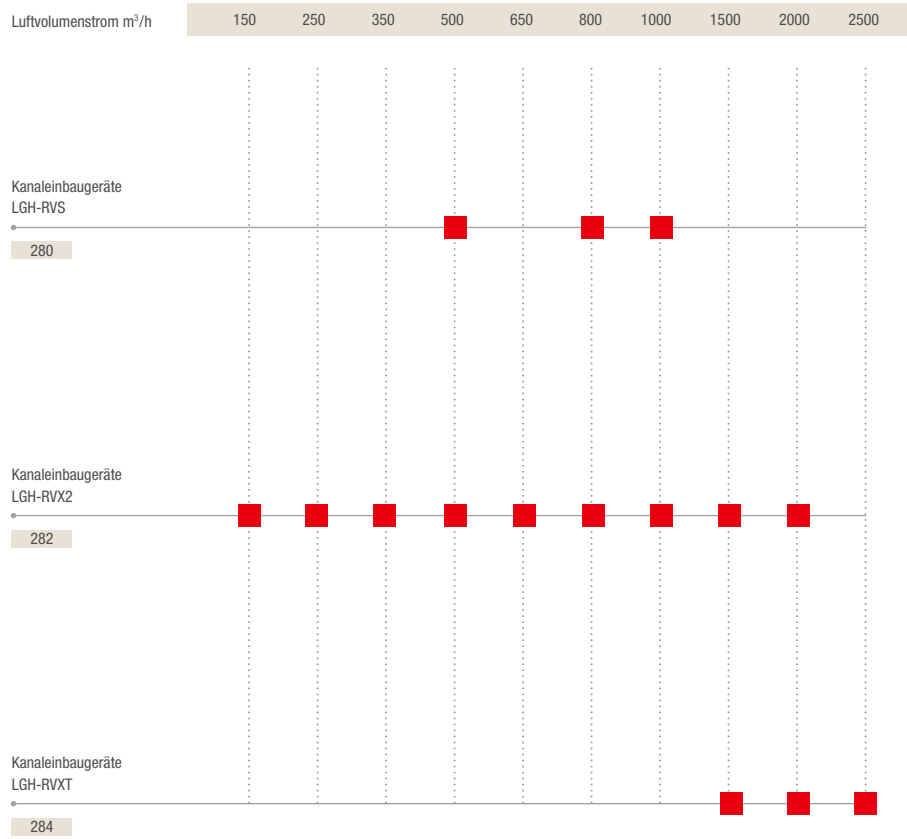 Luftvolumenstrom m³/h 150 250 350 500 650 800 1000 1500 2000 2500
Kanaleinbaugeräte
LGH-RVS
280
Kanaleinbaugeräte
LGH-RVX2
282
Kanaleinbaugeräte
LGH-RVXT
284